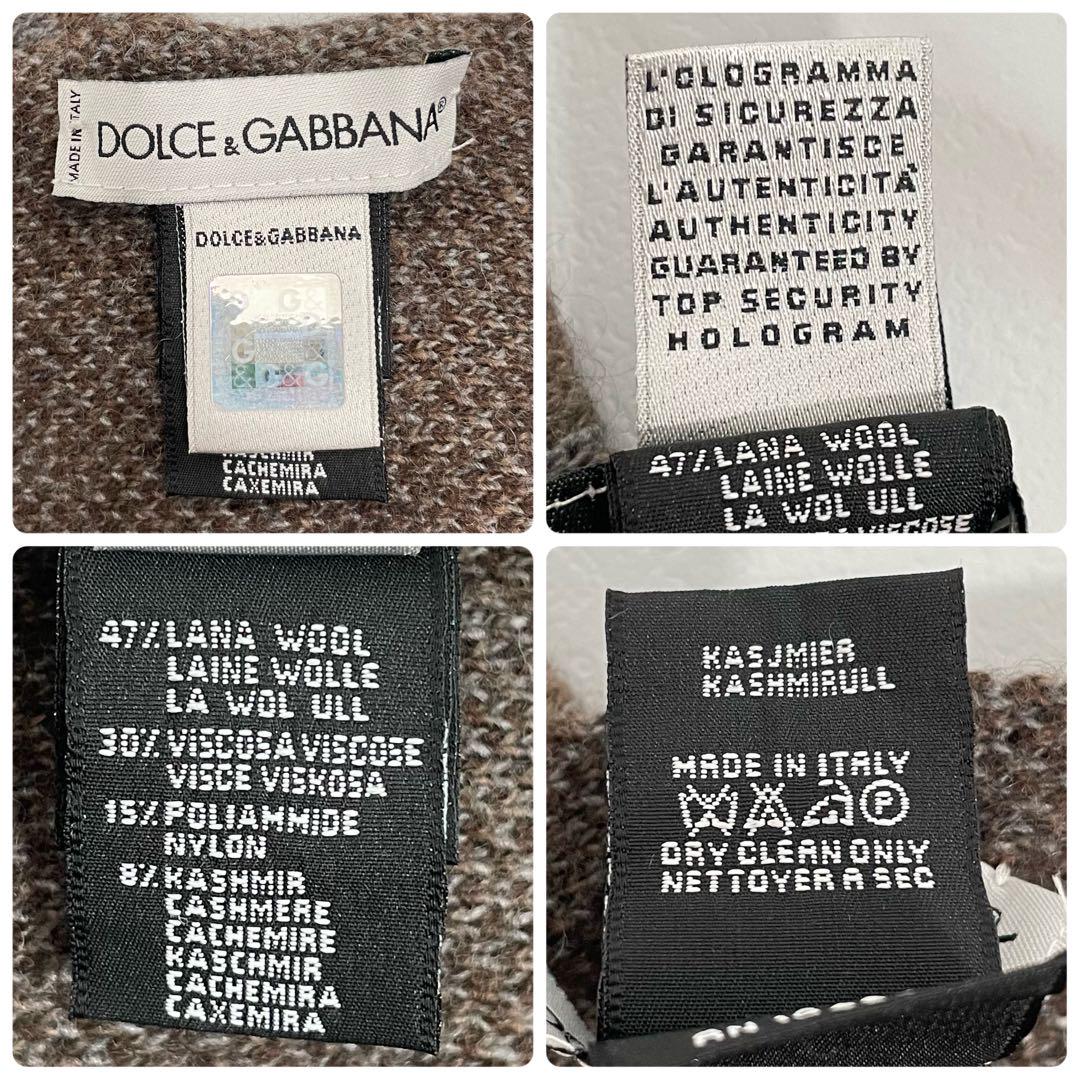 MADE IN ITALY
DOLCE & GABBANA®
DOLCE&GABBANA
G&
G
& G&G
CACHEMIRA
CAXEMIRA
L'OLOGRAMMA
DI SICUREZZA
GARANTISCE
L'AUTENTICITÀ
AUTHENTICITY
GUARANTEED BY
TOP SECURITY
HOLOGRAM
47% LANA WOOL
LAINE WOLLE
LA WOL ULL
VISCOSE
47% LANA WOOL
LAINE WOLLE
LA WOL ULL
30% VISCOSA VISCOSE
VISCE VISKOSA
15% POLIAMMIDE
NYLON
8% KASHMIR
CASHMERE
CACHEMIRE
KASCHMIR
CACHEMIRA
CAXEMIRA
KASJMIER
KASHMIRULL
MADE IN ITALY
P
DRY CLEAN ONLY
NETTOYER A SEC